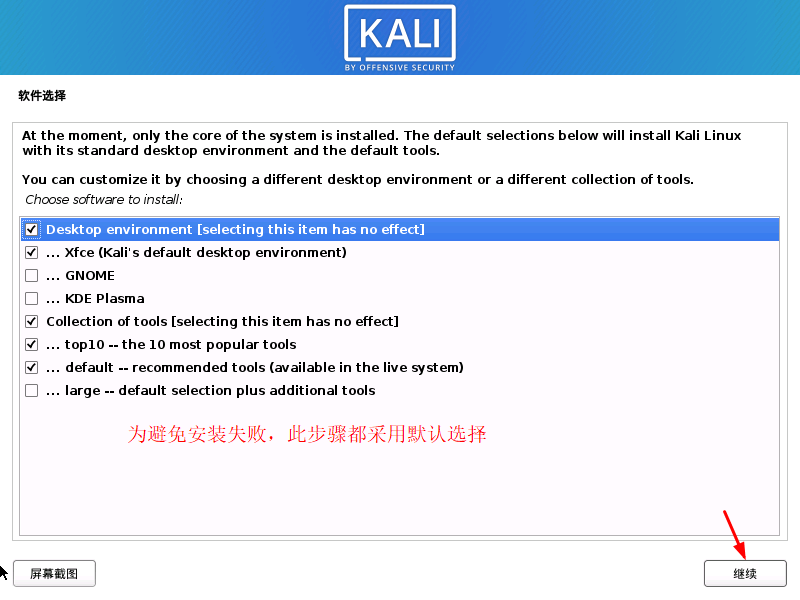 KALI
BY OFFENSIVE SECURITY
软件选择
At the moment, only the core of the system is installed. The default selections below will install Kali Linux
with its standard desktop environment and the default tools.
You can customize it by choosing a different desktop environment or a different collection of tools.
Choose software to install:
Desktop environment [selecting this item has no effect]
... Xfce (Kali's default desktop environment)
... GNOME
... KDE Plasma
Collection of tools [selecting this item has no effect]
... top10 -- the 10 most popular tools
... default -- recommended tools (available in the live system)
... large -- default selection plus additional tools
为避免安装失败，此步骤都采用默认选择
屏幕截图
继续